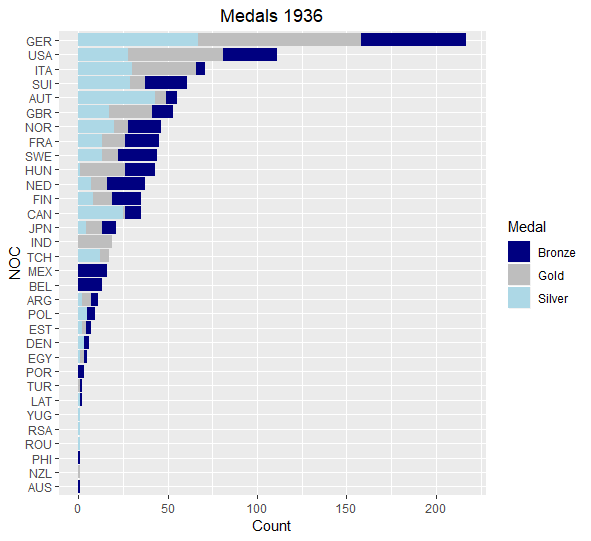 Medals 1936
NOC
GER
USA
ITA
SUI
AUT
GBR
NOR
FRA
SWE
HUN
NED
FIN
CAN
JPN
IND
TCH
MEX
BEL
ARG
POL
EST
DEN
EGY
POR
TUR
LAT
YUG
RSA
ROU
PHI
NZL
AUS
0 50 100 150 200
Count
Medal
Bronze
Gold
Silver